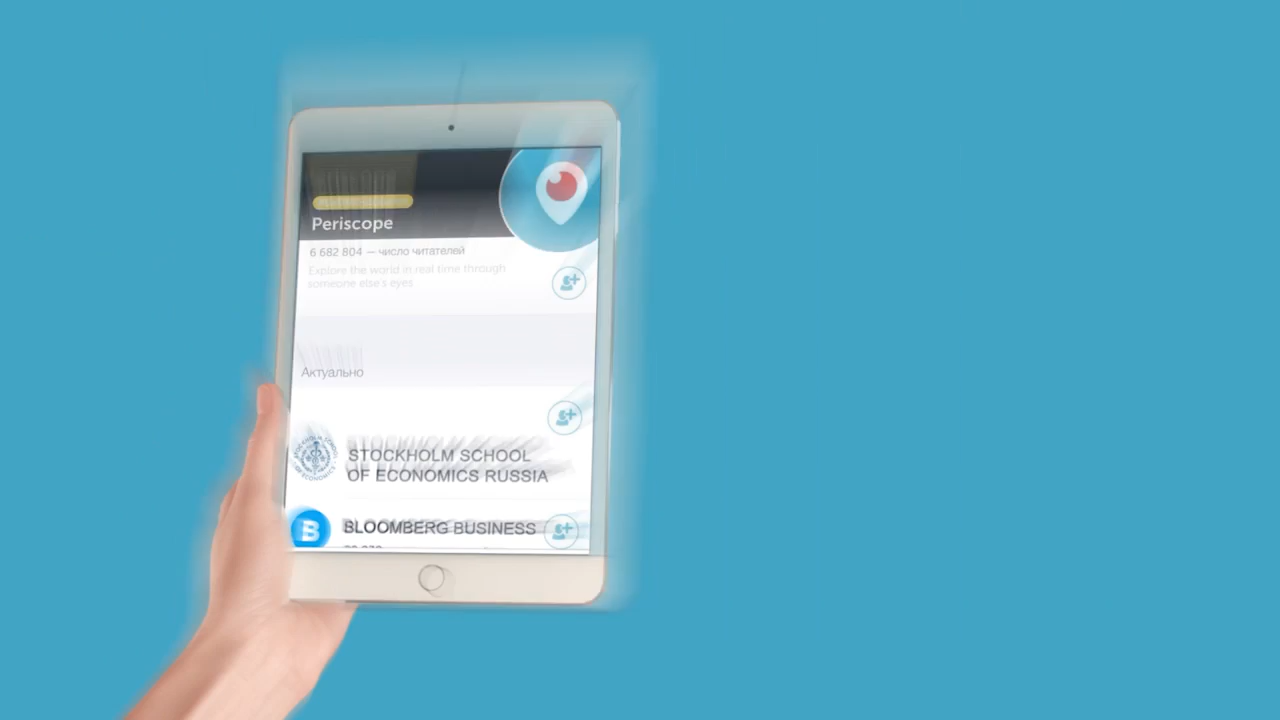 Periscope
6 682 804 — число читателей
Explore the world in real time through
someone else's eyes
Актуально
STOCKHOLM SCHOOL
OF ECONOMICS RUSSIA
BLOOMBERG BUSINESS